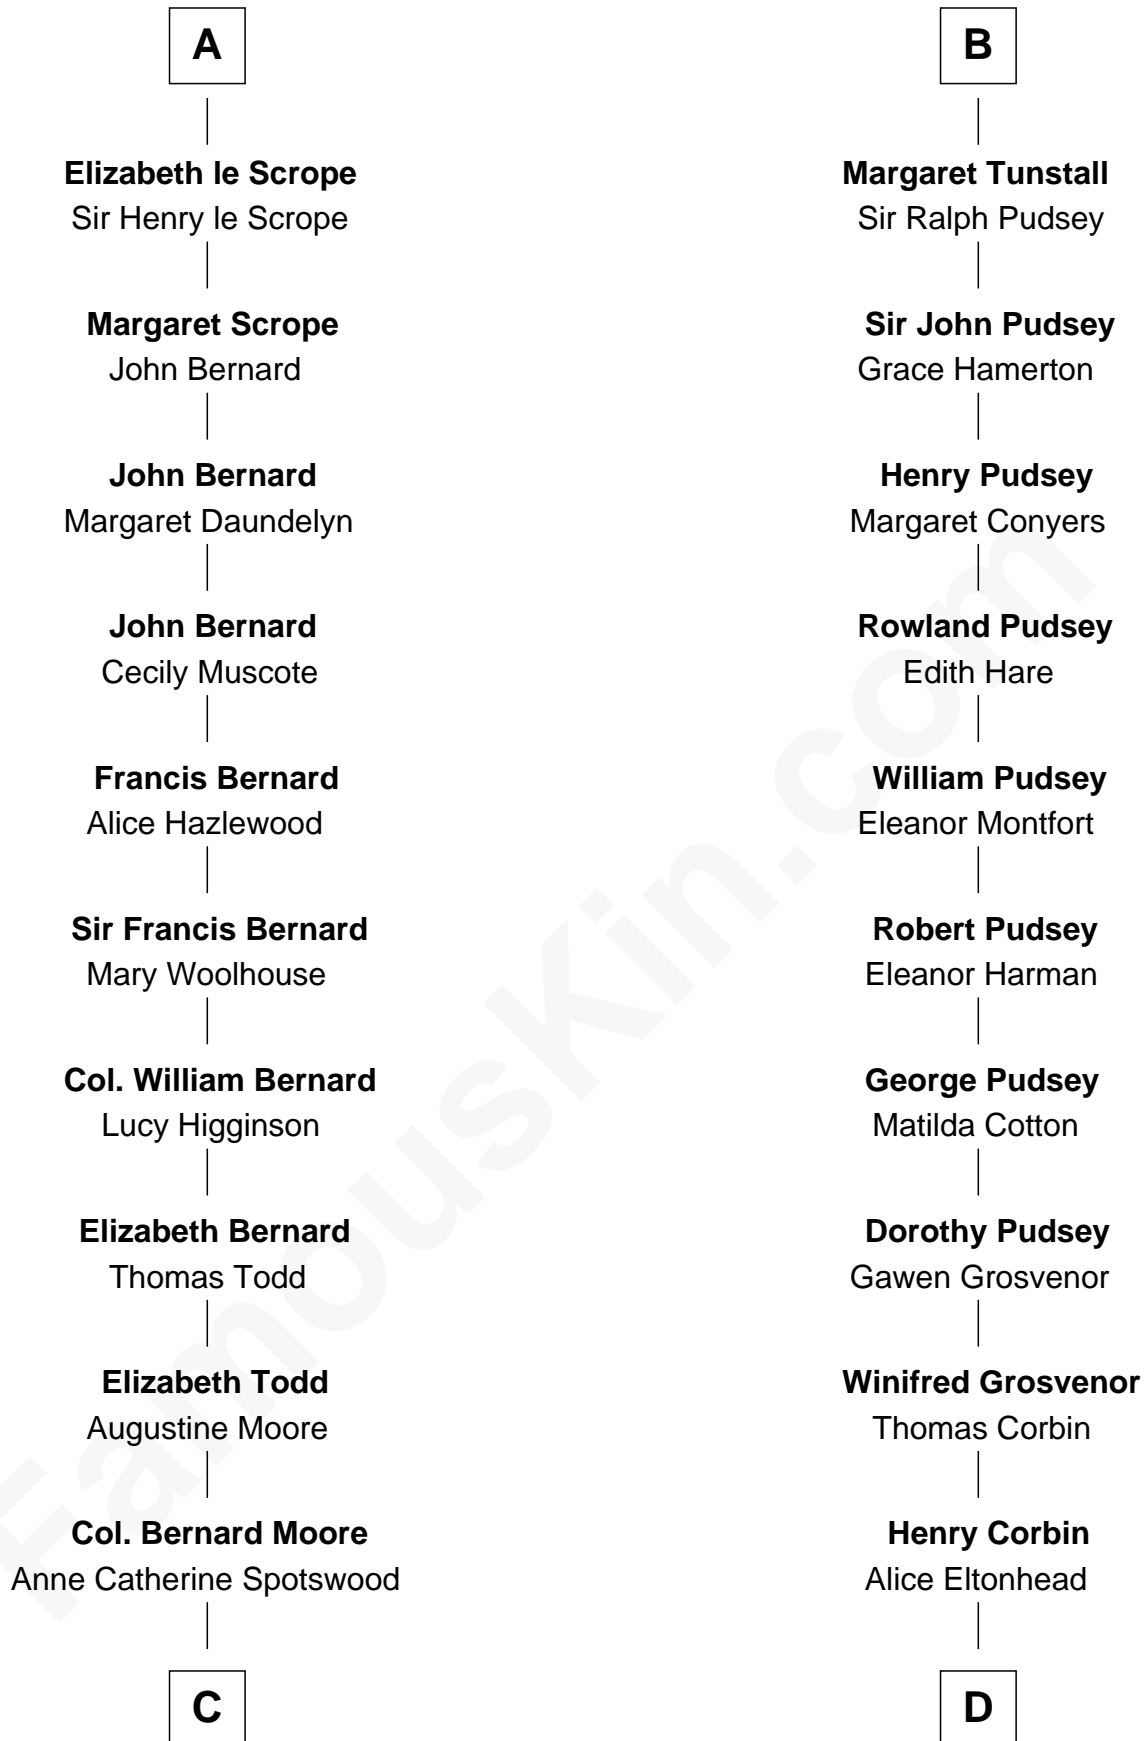 A
Elizabeth le Scrope
Sir Henry le Scrope
Margaret Scrope
John Bernard
John Bernard
Margaret Daundelyn
John Bernard
Cecily Muscote
Francis Bernard
Alice Hazlewood
Sir Francis Bernard
Mary Woolhouse
Col. William Bernard
Lucy Higginson
Elizabeth Bernard
Thomas Todd
Elizabeth Todd
Augustine Moore
Col. Bernard Moore
Anne Catherine Spotswood
C
B
Margaret Tunstall
Sir Ralph Pudsey
Sir John Pudsey
Grace Hamerton
Henry Pudsey
Margaret Conyers
Rowland Pudsey
Edith Hare
William Pudsey
Eleanor Montfort
Robert Pudsey
Eleanor Harman
George Pudsey
Matilda Cotton
Dorothy Pudsey
Gawen Grosvenor
Winifred Grosvenor
Thomas Corbin
Henry Corbin
Alice Eltonhead
D
FamousKin.com